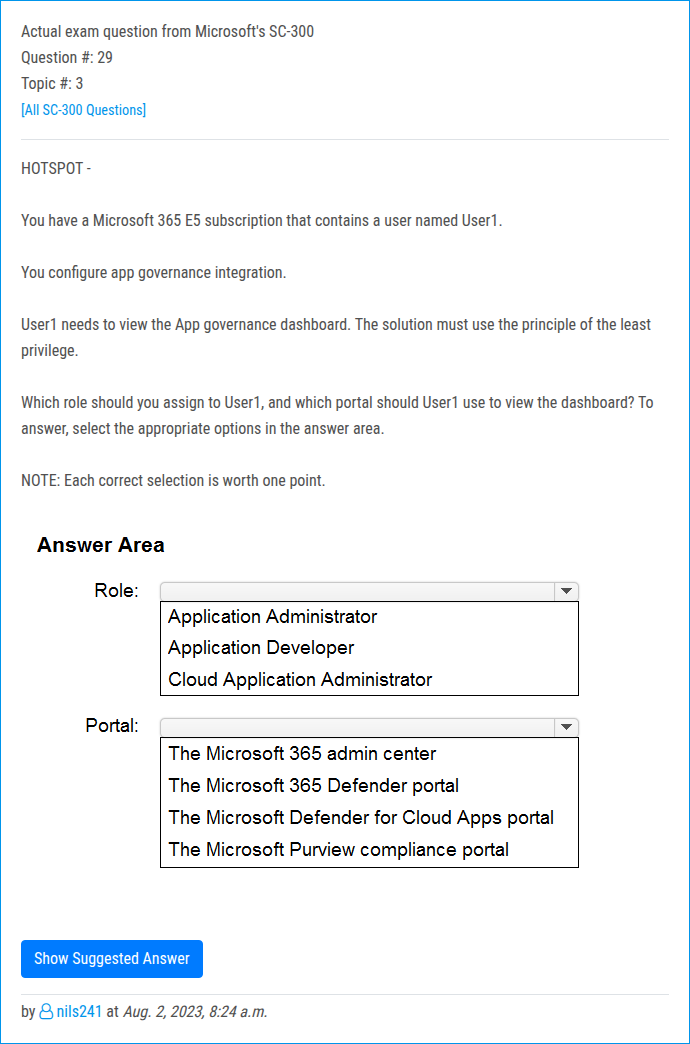 Actual exam question from Microsoft's SC-300
Question #: 29
Topic #: 3
[All SC-300 Questions]
HOTSPOT -
You have a Microsoft 365 E5 subscription that contains a user named User1.
You configure app governance integration.
User1 needs to view the App governance dashboard. The solution must use the principle of the least
privilege.
Which role should you assign to User1, and which portal should User1 use to view the dashboard? To
answer, select the appropriate options in the answer area.
NOTE: Each correct selection is worth one point.
Answer Area
Role:
Application Administrator
Application Developer
Cloud Application Administrator
Portal:
The Microsoft 365 admin center
The Microsoft 365 Defender portal
The Microsoft Defender for Cloud Apps portal
The Microsoft Purview compliance portal
Show Suggested Answer
by nils241 at Aug. 2, 2023, 8:24 a.m.